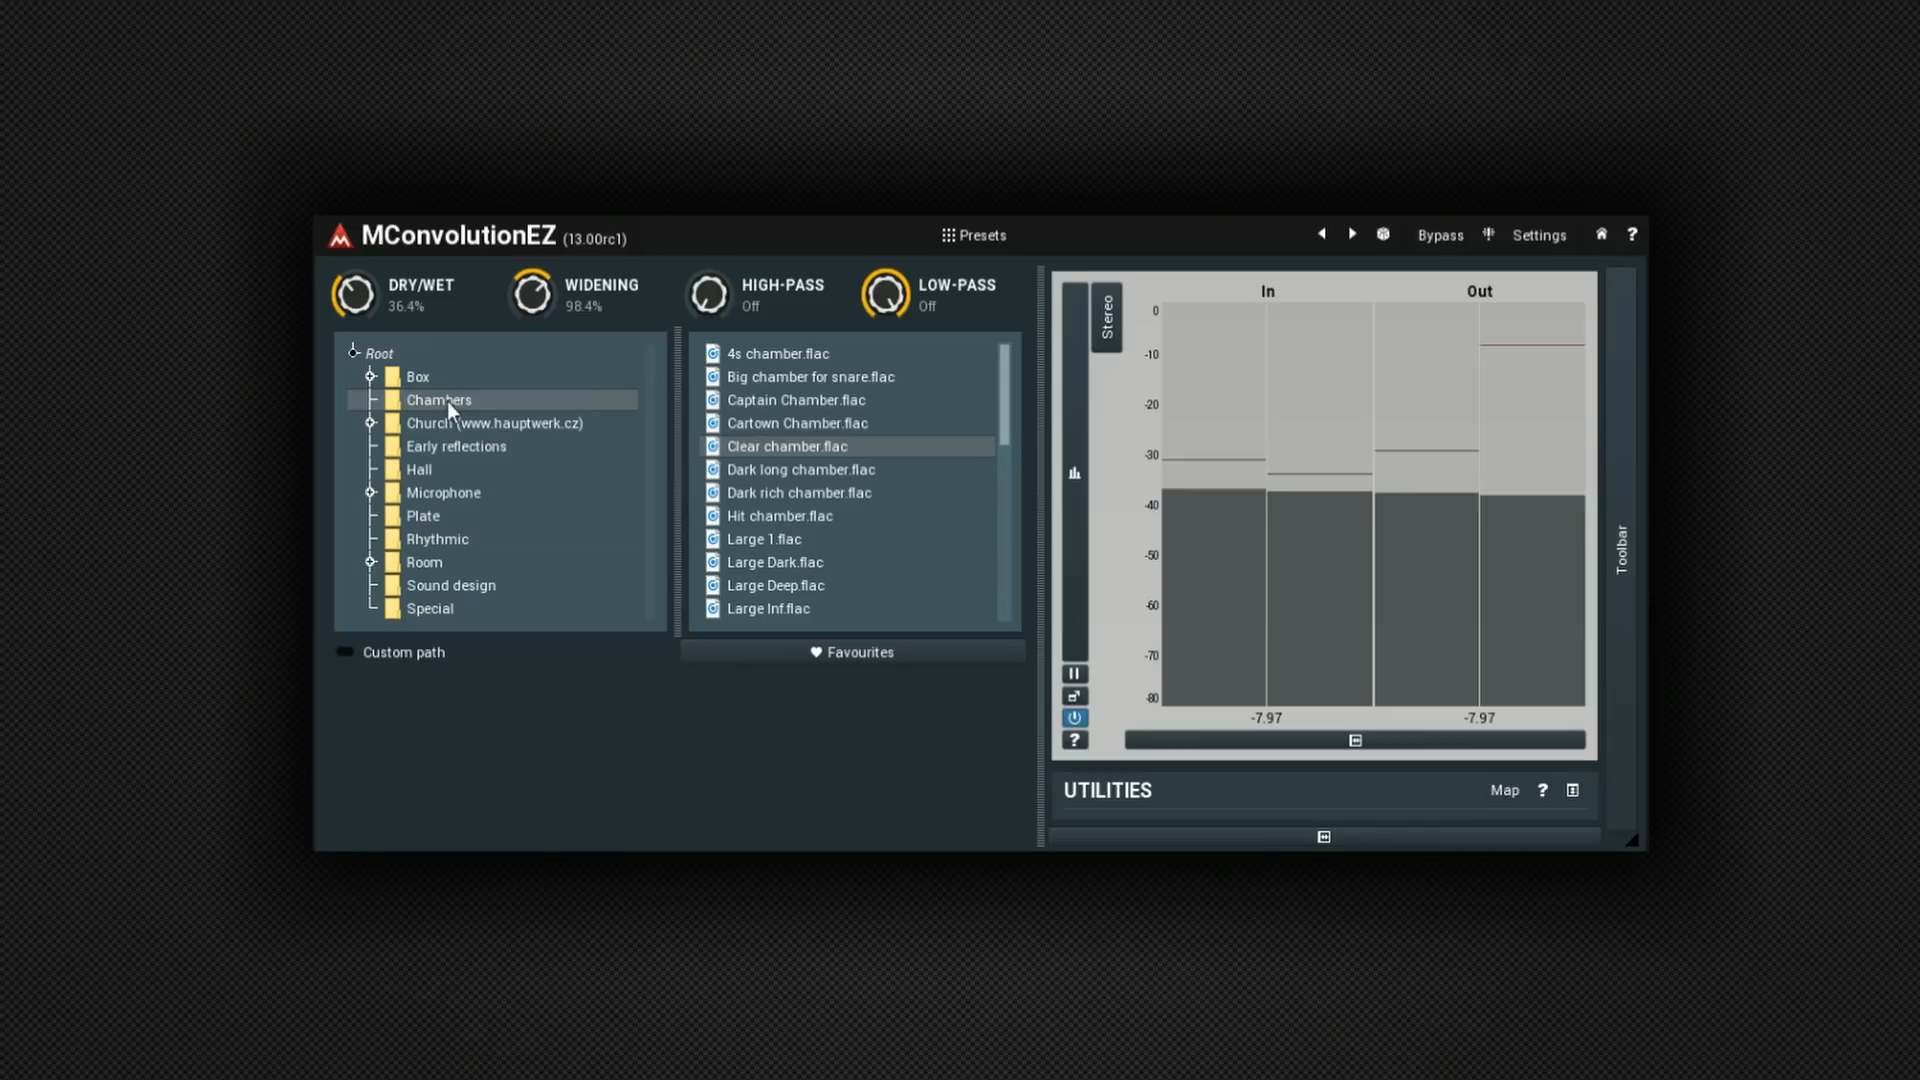 MConvolutionEZ (13.00rc1)
Presets
Bypass
Settings
?
DRY/WET
36.4%
WIDENING
98.4%
HIGH-PASS
Off
LOW-PASS
Off
Root
Box
Chambers
Church (www.hauptwerk.cz)
Early reflections
Hall
Microphone
Plate
Rhythmic
Room
Sound design
Special
Custom path
4s chamber.flac
Big chamber for snare.flac
Captain Chamber.flac
Cartown Chamber.flac
Clear chamber.flac
Dark long chamber.flac
Dark rich chamber.flac
Hit chamber.flac
Large 1.flac
Large Dark.flac
Large Deep.flac
Large Inf.flac
Favourites
Stereo
In
Out
0
-10
-20
-30
-40
-50
-60
-70
-80
-7.97
-7.97
?
UTILITIES
Map
?
Toolbar